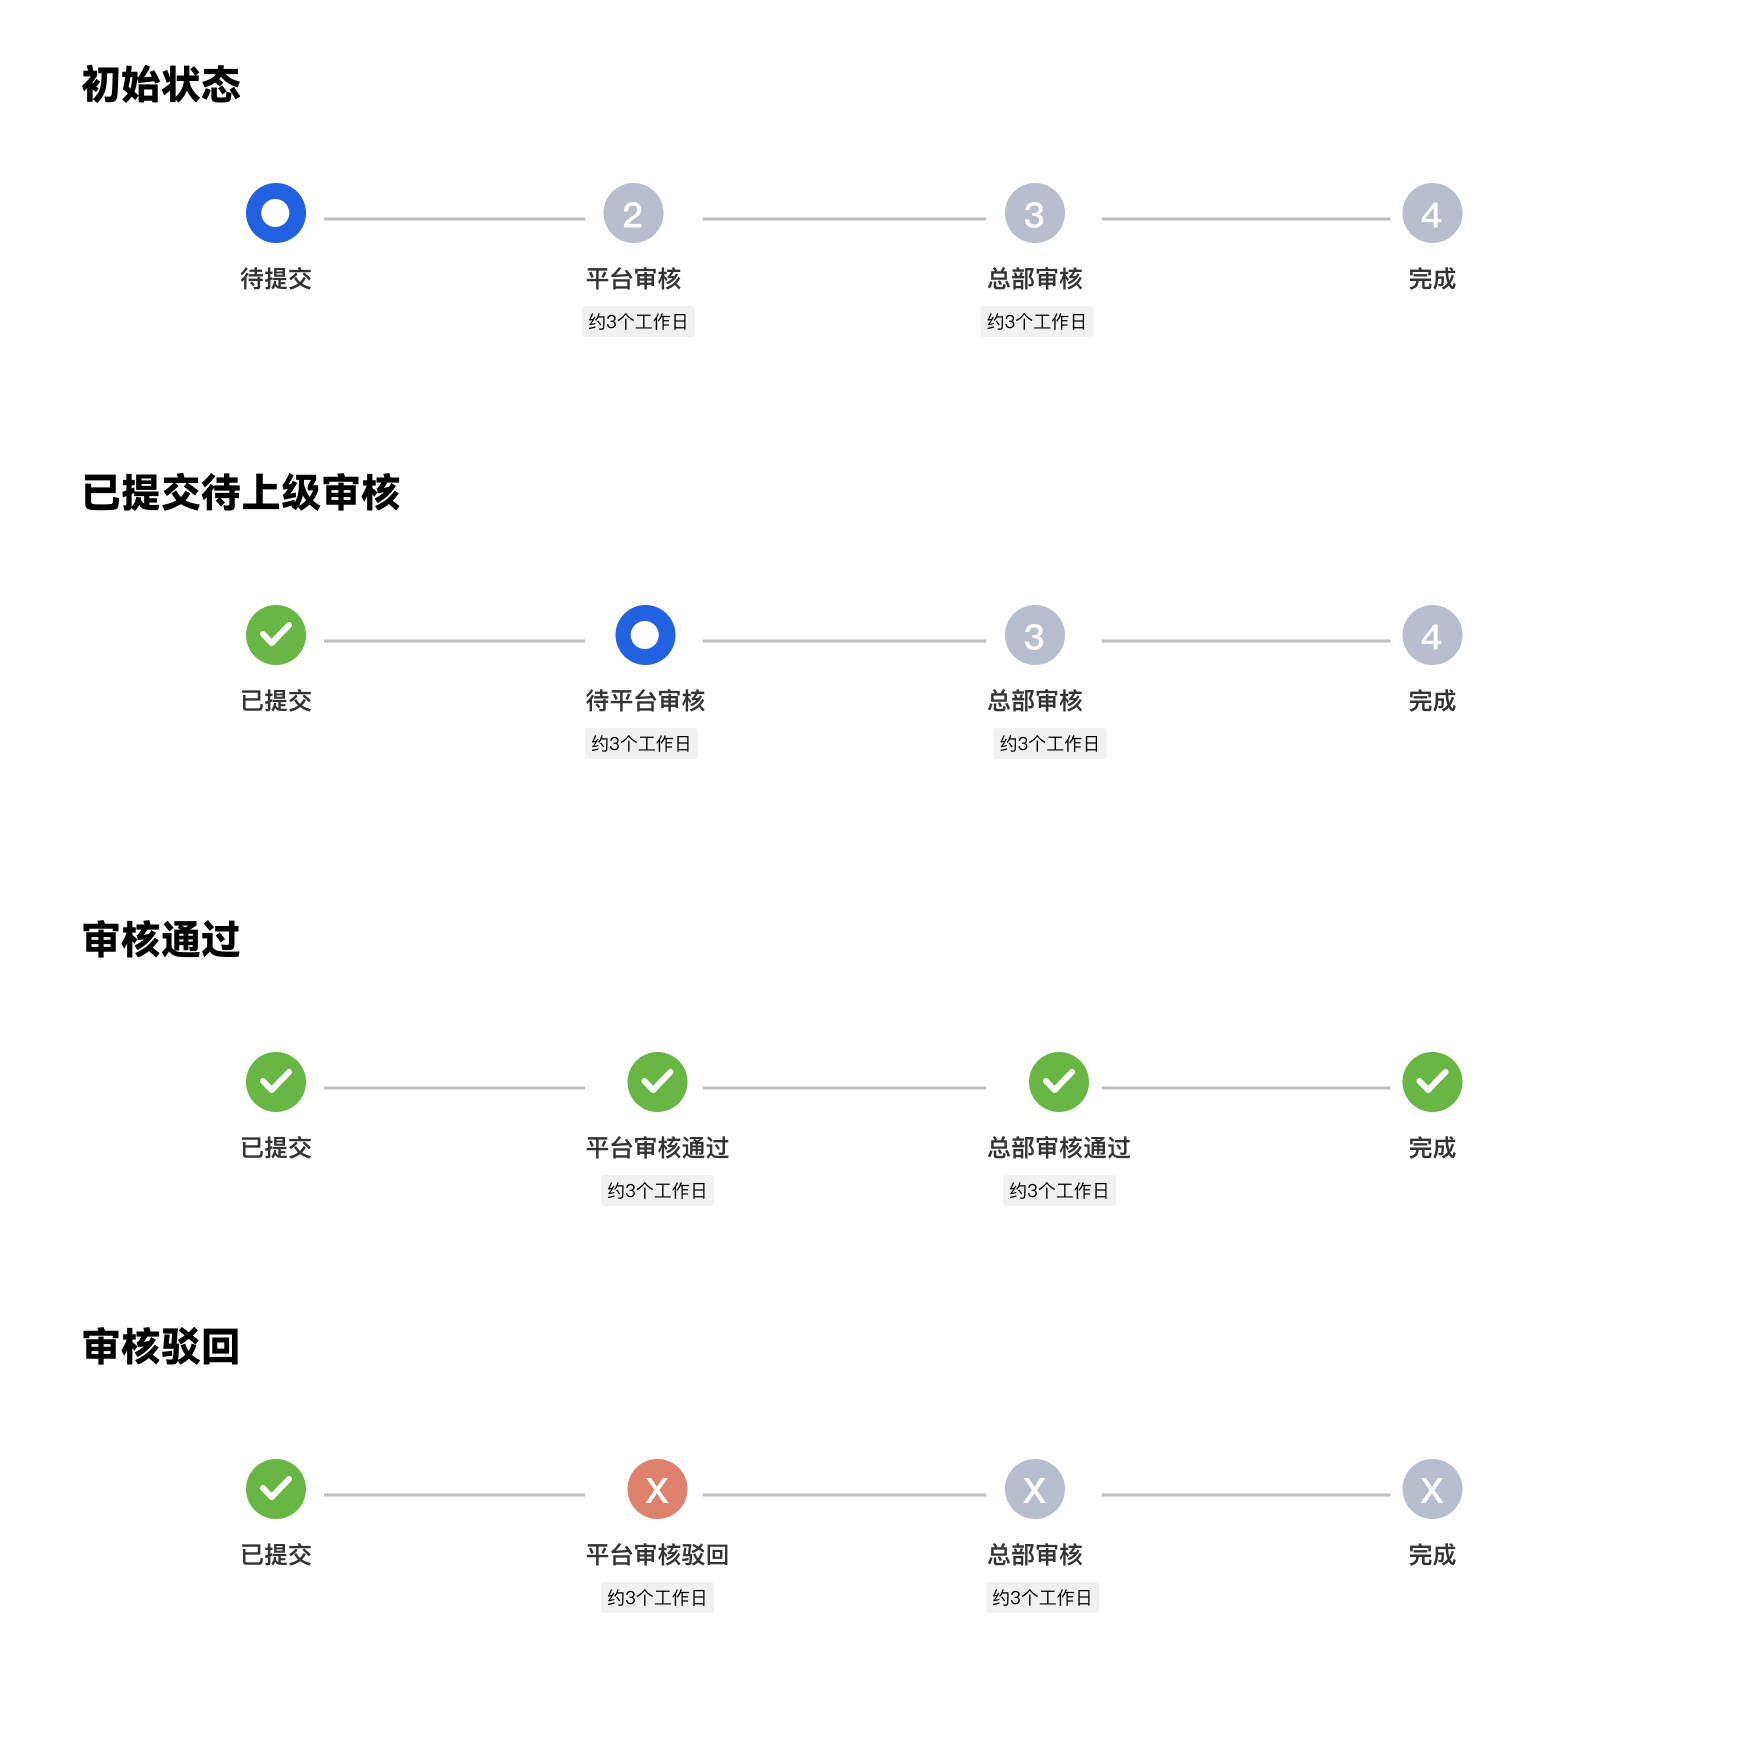 初始状态
2 3 4
待提交 平台审核 总部审核 完成
约3个工作日 约3个工作日
已提交待上级审核
3 4
已提交 待平台审核 总部审核 完成
约3个工作日 约3个工作日
审核通过
已提交 平台审核通过 总部审核通过 完成
约3个工作日 约3个工作日
审核驳回
X X X
已提交 平台审核驳回 总部审核 完成
约3个工作日 约3个工作日